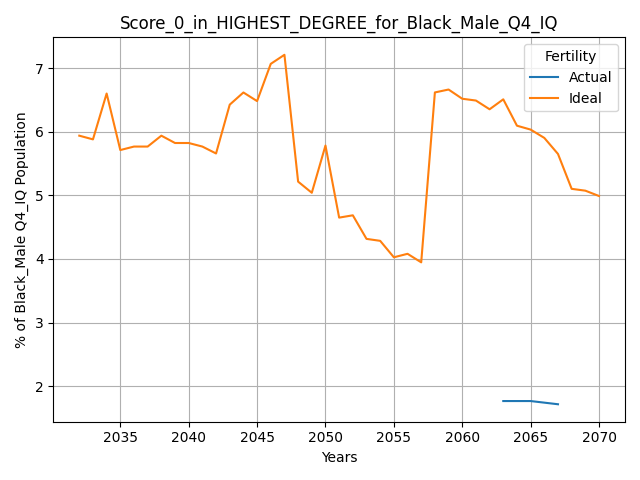 Score_0_in_HIGHEST_DEGREE_for_Black_Male_Q4_IQ
Fertility
Actual
Ideal
% of Black_Male Q4_IQ Population
7
6
5
4
3
2
2035 2040 2045 2050 2055 2060 2065 2070
Years